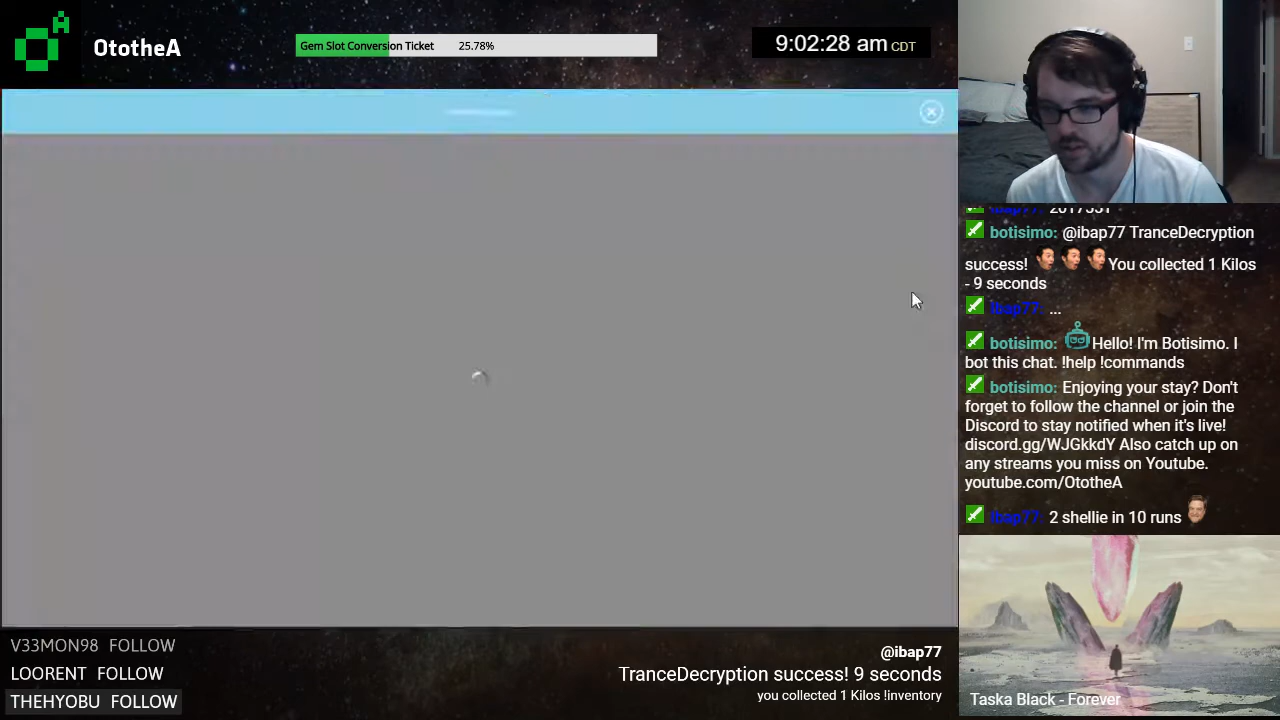 OtotheA
Gem Slot Conversion Ticket 25.78%
9:02:28 am CDT
ibap77: 2017551
botisimo: @ibap77 TranceDecryption
success! You collected 1 Kilos
- 9 seconds
ibap77: ...
botisimo: Hello! I'm Botisimo. I
bot this chat. !help !commands
botisimo: Enjoying your stay? Don't
forget to follow the channel or join the
Discord to stay notified when it's live!
discord.gg/WJGkkdY Also catch up on
any streams you miss on Youtube.
youtube.com/OtotheA
ibap77: 2 shellie in 10 runs
V33MON98 FOLLOW
LOORENT FOLLOW
THEHYOBU FOLLOW
@ibap77
TranceDecryption success! 9 seconds
you collected 1 Kilos !inventory
Taska Black - Forever